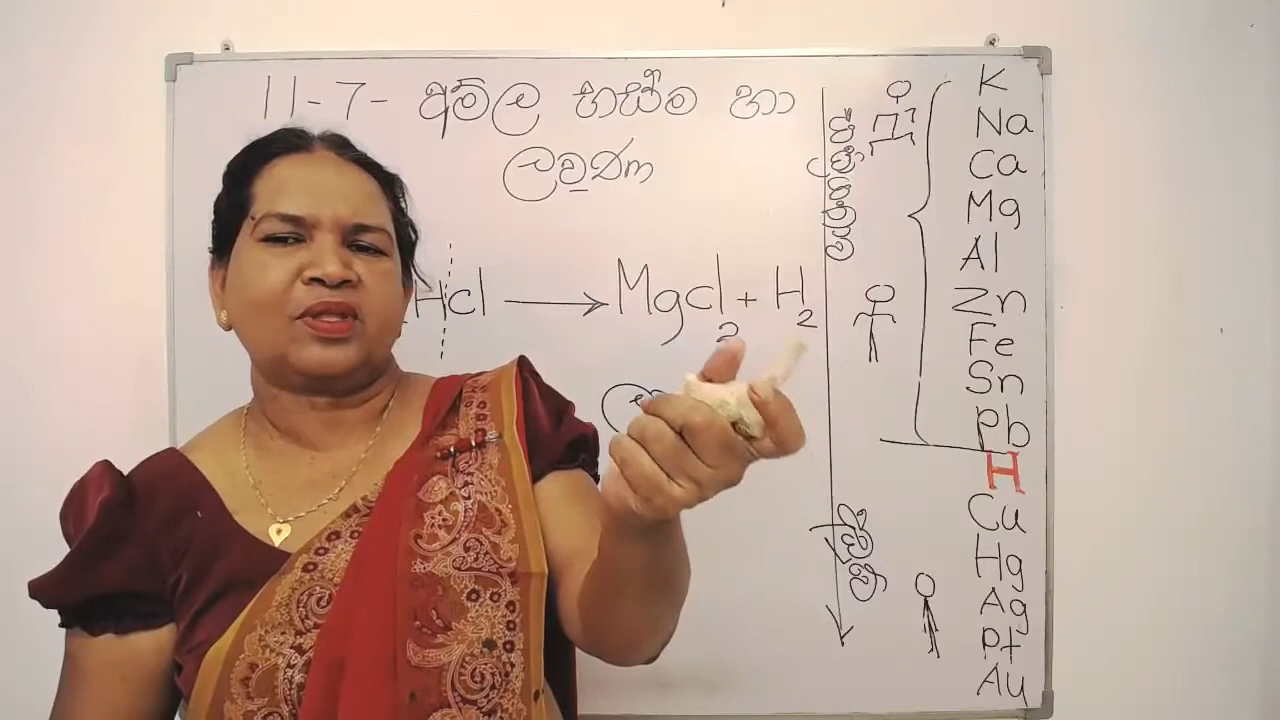 11-7- අම්ල භස්ම හා
ලවණ
HCl → MgCl₂ + H₂
K
Na
Ca
Mg
Al
Zn
Fe
Sn
Pb
H
Cu
Hg
Ag
Pt
Au